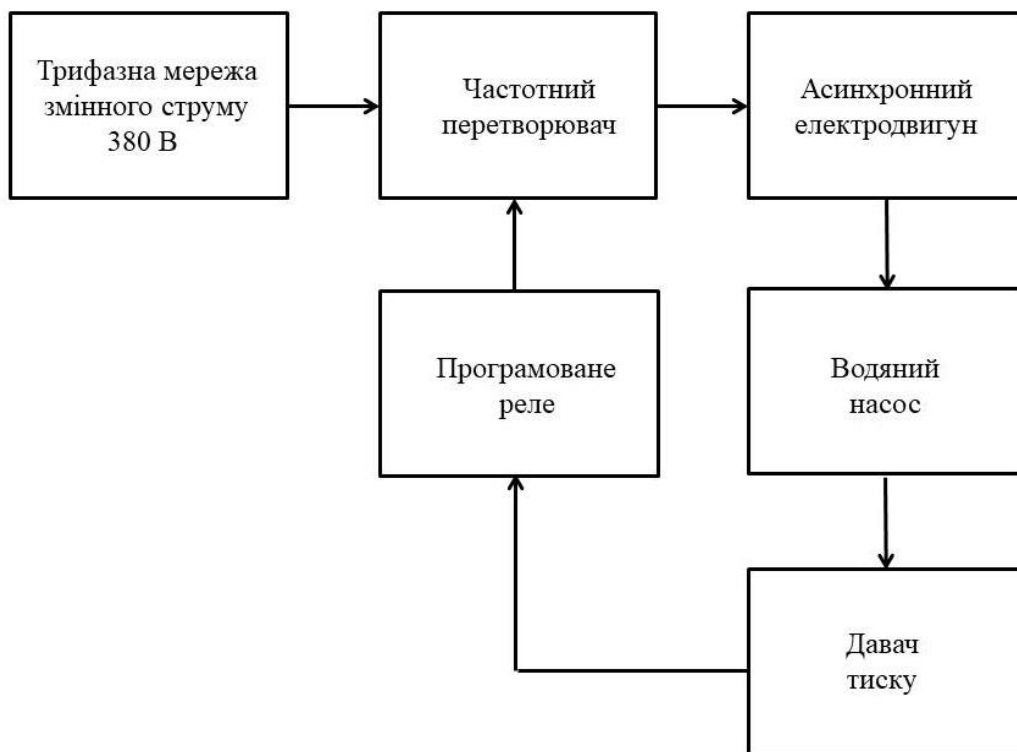 Трифазна мережа
змінного струму
380 В
Частотний
перетворювач
Асинхронний
електродвигун
Програмоване
реле
Водяний
насос
Давач
тиску